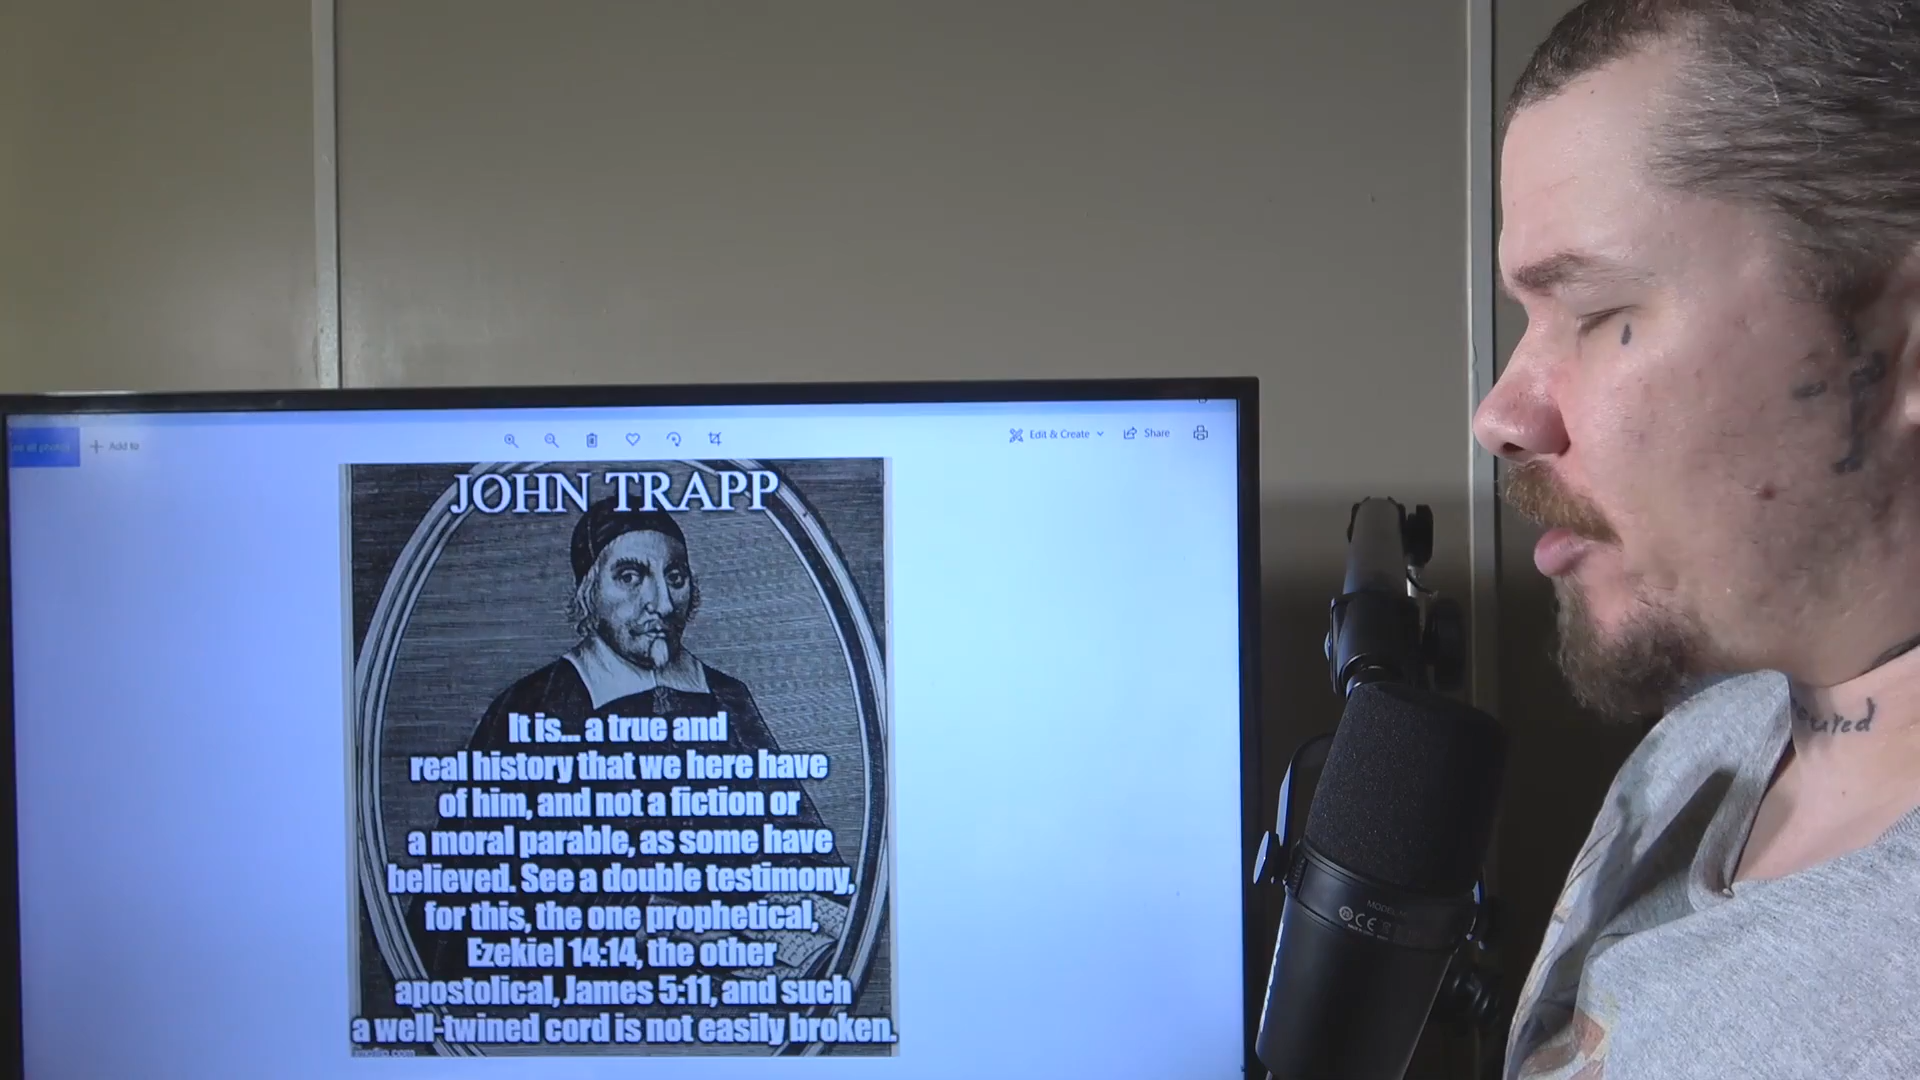 Add to
Edit & Create
Share
JOHN TRAPP
It is... a true and
real history that we here have
of him, and not a fiction or
a moral parable, as some have
believed. See a double testimony,
for this, the one prophetical,
Ezekiel 14:14, the other
apostolical, James 5:11, and such
a well-twined cord is not easily broken.
MODEL
CE